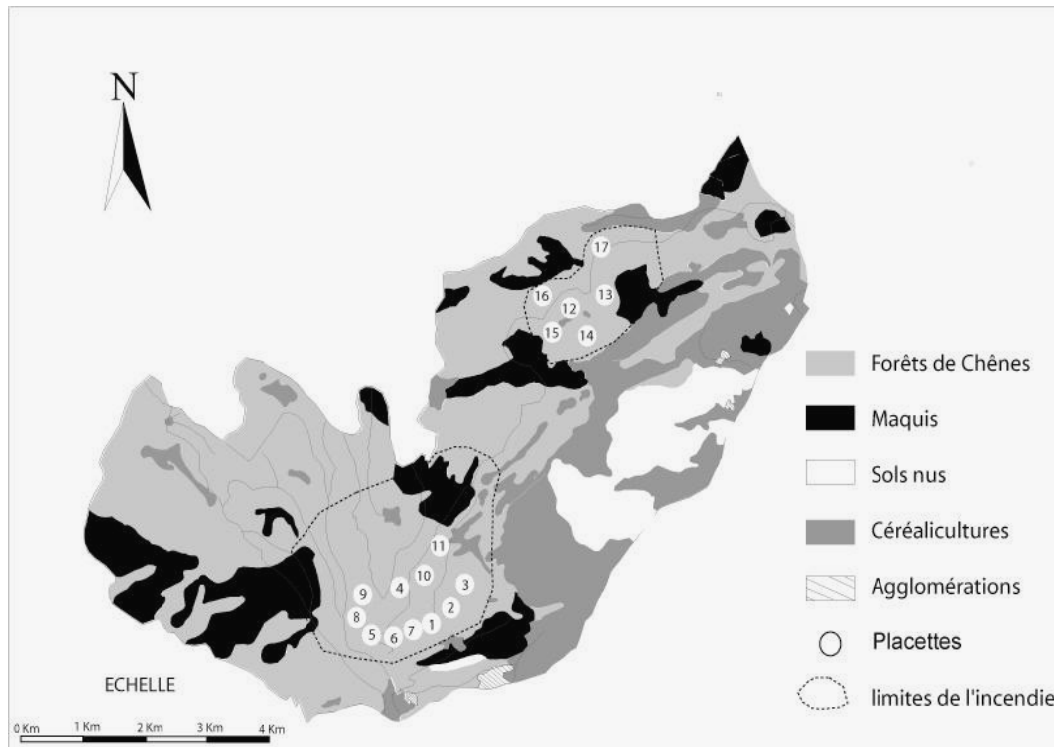 N
17
16
13
12
15
14
11
10
3
4
9
2
8
1
7
5
6
Forêts de Chênes
Maquis
Sols nus
Céréalicultures
Agglomérations
Placettes
limites de l'incendie
ECHELLE
0 Km 1 Km 2 Km 3 Km 4 Km